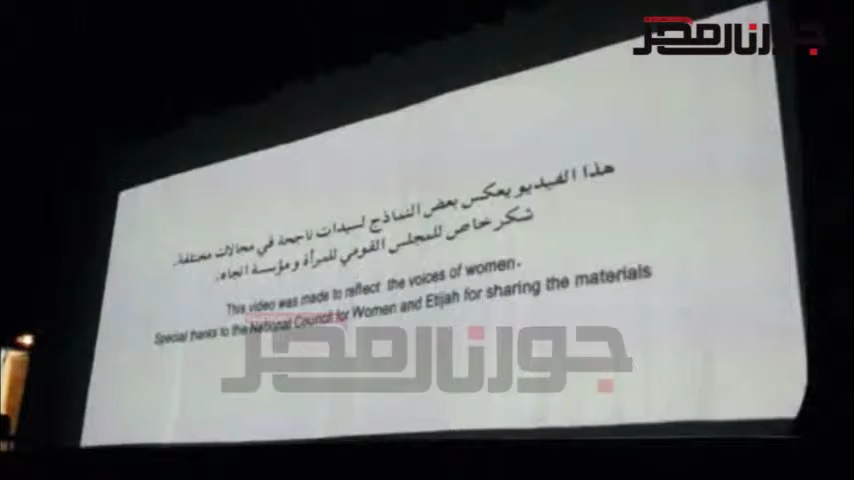 جورنال مصر
هذا الفيديو يعكس بعض النماذج لسيدات ناجحة في مجالات مختلفة.
شكر خاص للمجلس القومي للمرأة ومؤسسة اتجاه.
This video was made to reflect the voices of women.
Special thanks to the National Council for Women and Etijah for sharing the materials
جورنال مصر